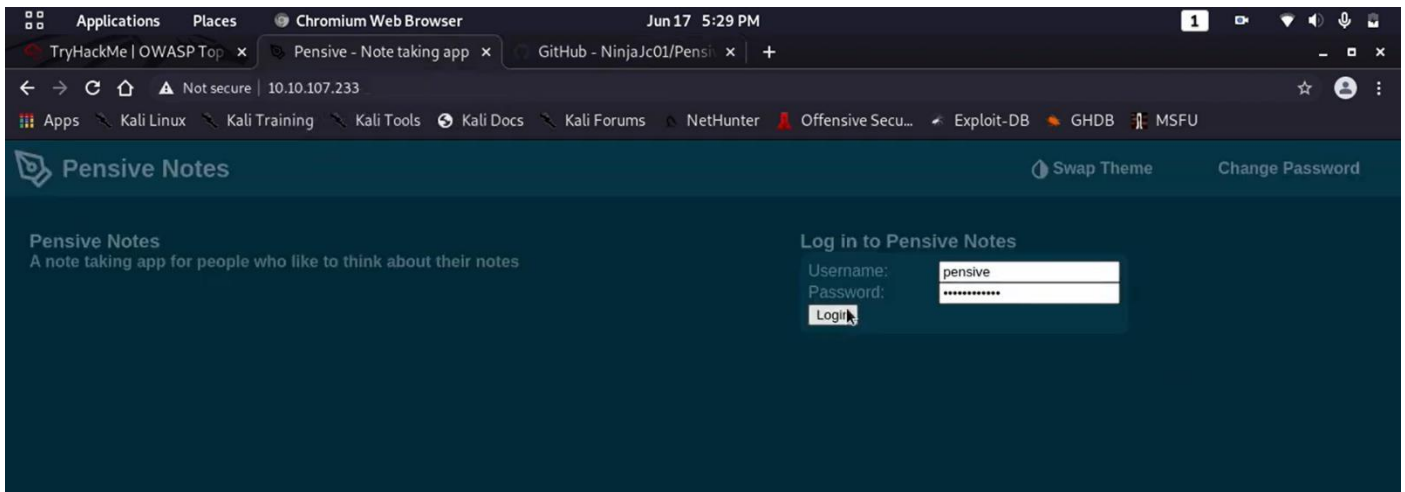 Applications Places Chromium Web Browser Jun 17 5:29 PM 1
TryHackMe | OWASP Top × Pensive - Note taking app × GitHub - NinjaJc01/Pensi × +
Not secure | 10.10.107.233
Apps Kali Linux Kali Training Kali Tools Kali Docs Kali Forums NetHunter Offensive Secu... Exploit-DB GHDB MSFU
Pensive Notes Swap Theme Change Password
Pensive Notes
A note taking app for people who like to think about their notes
Log in to Pensive Notes
Username: pensive
Password: ••••••••••••
Login